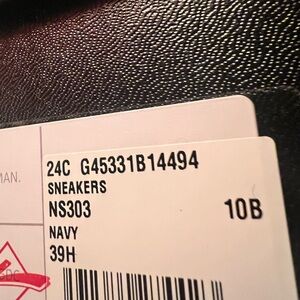 24C G45331B14494
SNEAKERS
NS303 10B
NAVY
39H